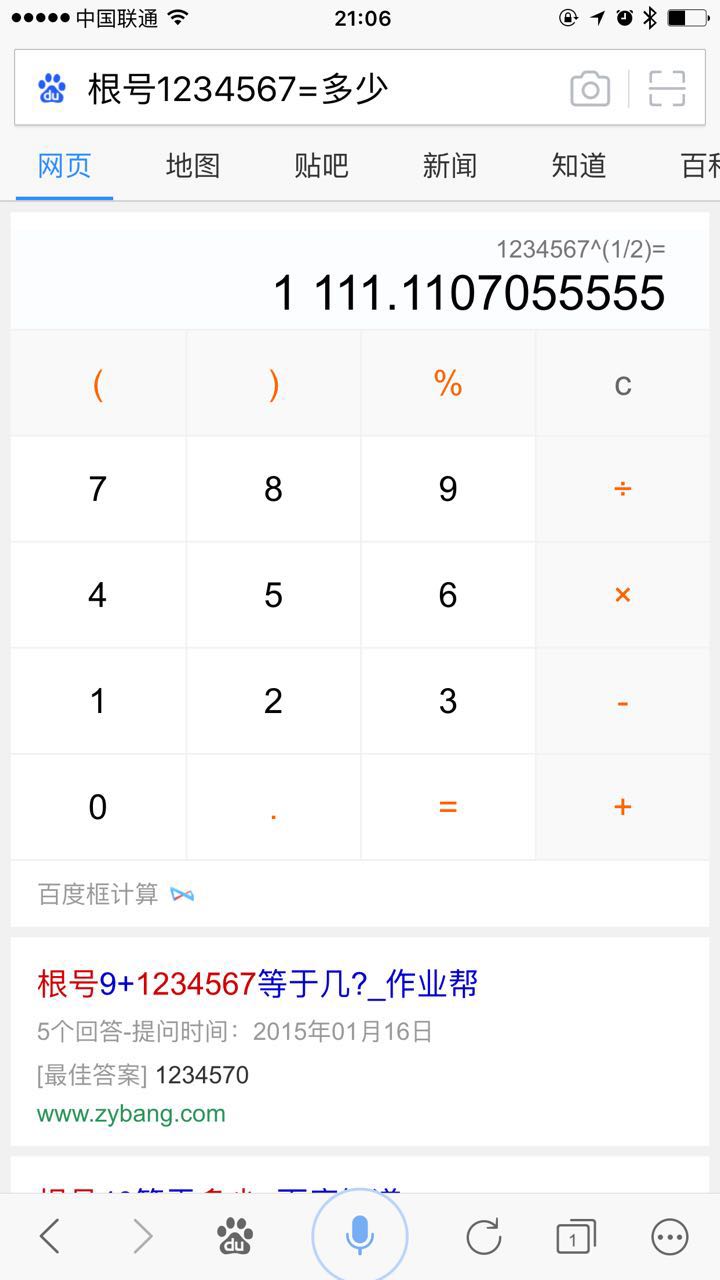 中国联通 21:06
du 根号1234567=多少
网页 地图 贴吧 新闻 知道 百科
1234567^(1/2)=
1 111.1107055555
( ) % c
7 8 9 ÷
4 5 6 ×
1 2 3 -
0 . = +
百度框计算
根号9+1234567等于几?_作业帮
5个回答-提问时间：2015年01月16日
[最佳答案] 1234570
www.zybang.com
du 1